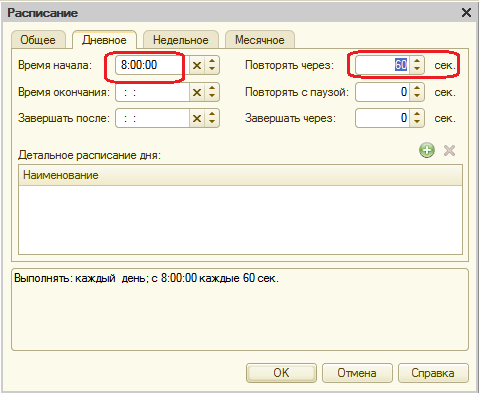 Расписание
Общее Дневное Недельное Месячное
Время начала: 8:00:00 Повторять через: 60 сек.
Время окончания: : : Повторять с паузой: 0 сек.
Завершать после: : : Завершать через: 0 сек.
Детальное расписание дня:
Наименование
Выполнять: каждый день; с 8:00:00 каждые 60 сек.
OK Отмена Справка